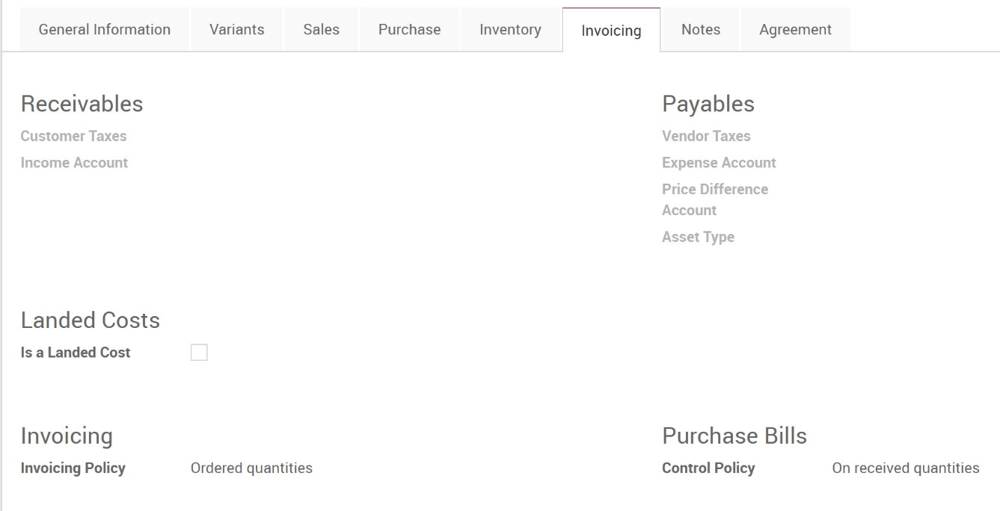 General Information Variants Sales Purchase Inventory Invoicing Notes Agreement
Receivables
Customer Taxes
Income Account
Payables
Vendor Taxes
Expense Account
Price Difference
Account
Asset Type
Landed Costs
Is a Landed Cost
Invoicing
Invoicing Policy Ordered quantities
Purchase Bills
Control Policy On received quantities